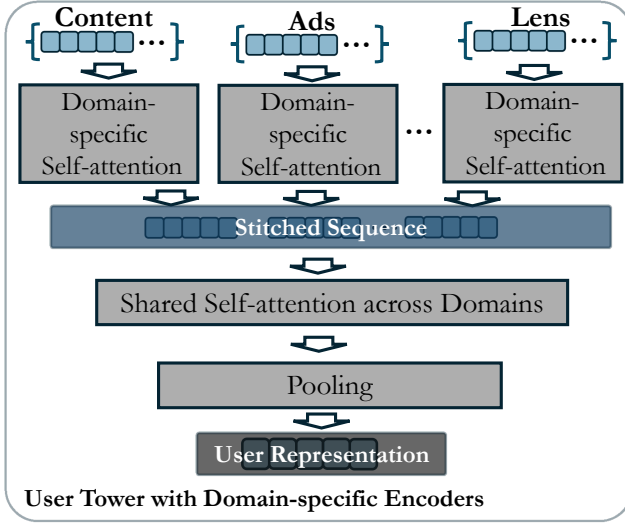 Content Ads Lens
{ ... } { ... } { ... }
Domain-
specific
Self-attention
Domain-
specific
Self-attention
...
Domain-
specific
Self-attention
Stitched Sequence
Shared Self-attention across Domains
Pooling
User Representation
User Tower with Domain-specific Encoders